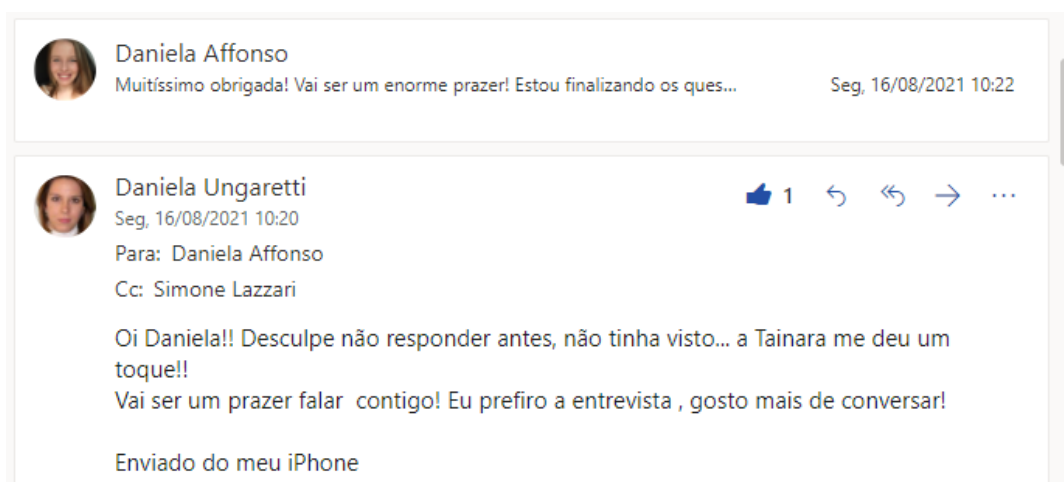 Daniela Affonso
Muitíssimo obrigada! Vai ser um enorme prazer! Estou finalizando os ques... Seg, 16/08/2021 10:22
Daniela Ungaretti
1
Seg, 16/08/2021 10:20
Para: Daniela Affonso
Cc: Simone Lazzari
Oi Daniela!! Desculpe não responder antes, não tinha visto... a Tainara me deu um
toque!!
Vai ser um prazer falar  contigo! Eu prefiro a entrevista , gosto mais de conversar!
Enviado do meu iPhone